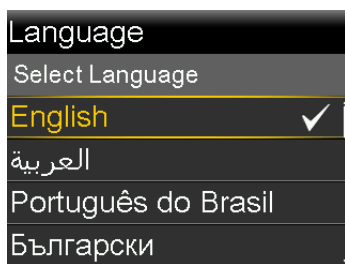 Language
Select Language
English
العربية
Português do Brasil
Български